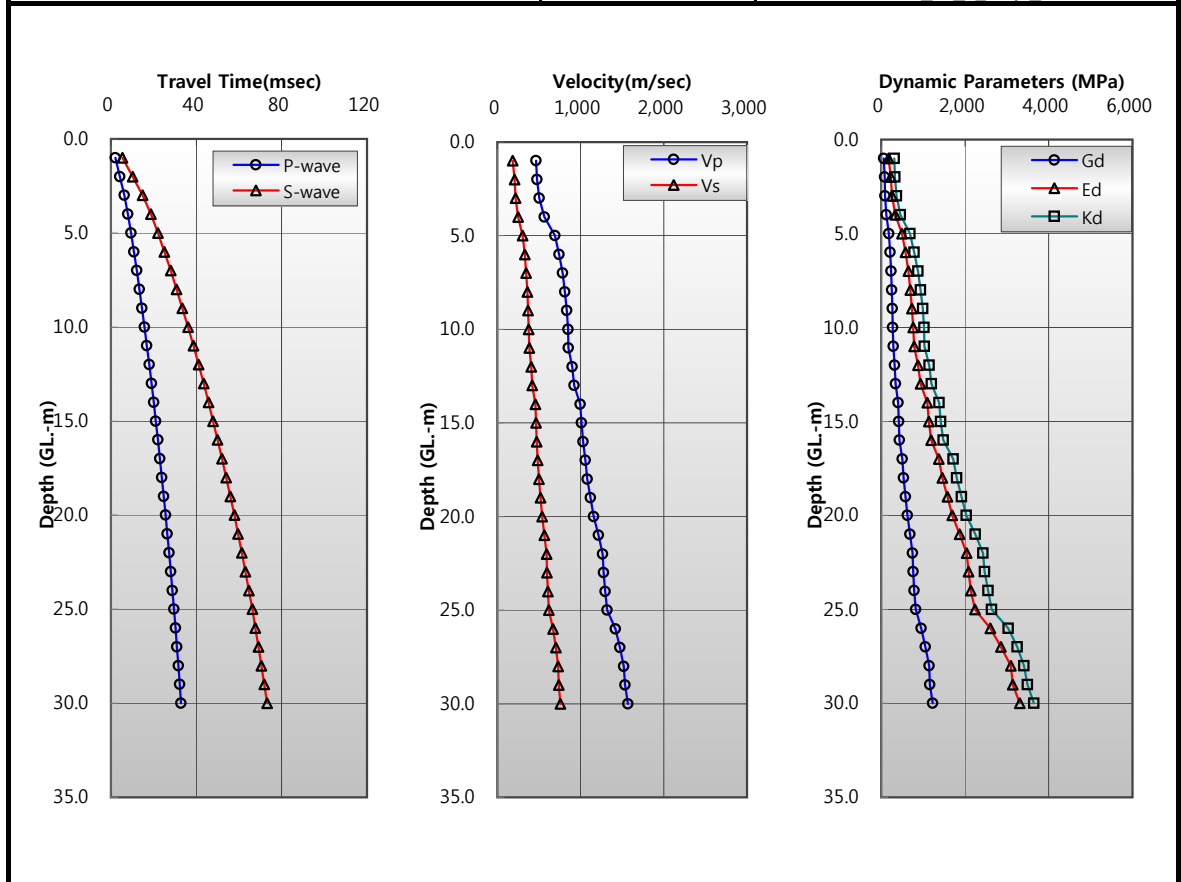 Travel Time(msec)
0 40 80 120
0.0
5.0
10.0
15.0
20.0
25.0
30.0
35.0
Depth (GL.-m)
P-wave
S-wave
Velocity(m/sec)
0 1,000 2,000 3,000
0.0
5.0
10.0
15.0
20.0
25.0
30.0
35.0
Depth (GL.-m)
Vp
Vs
Dynamic Parameters (MPa)
0 2,000 4,000 6,000
0.0
5.0
10.0
15.0
20.0
25.0
30.0
35.0
Depth (GL.-m)
Gd
Ed
Kd